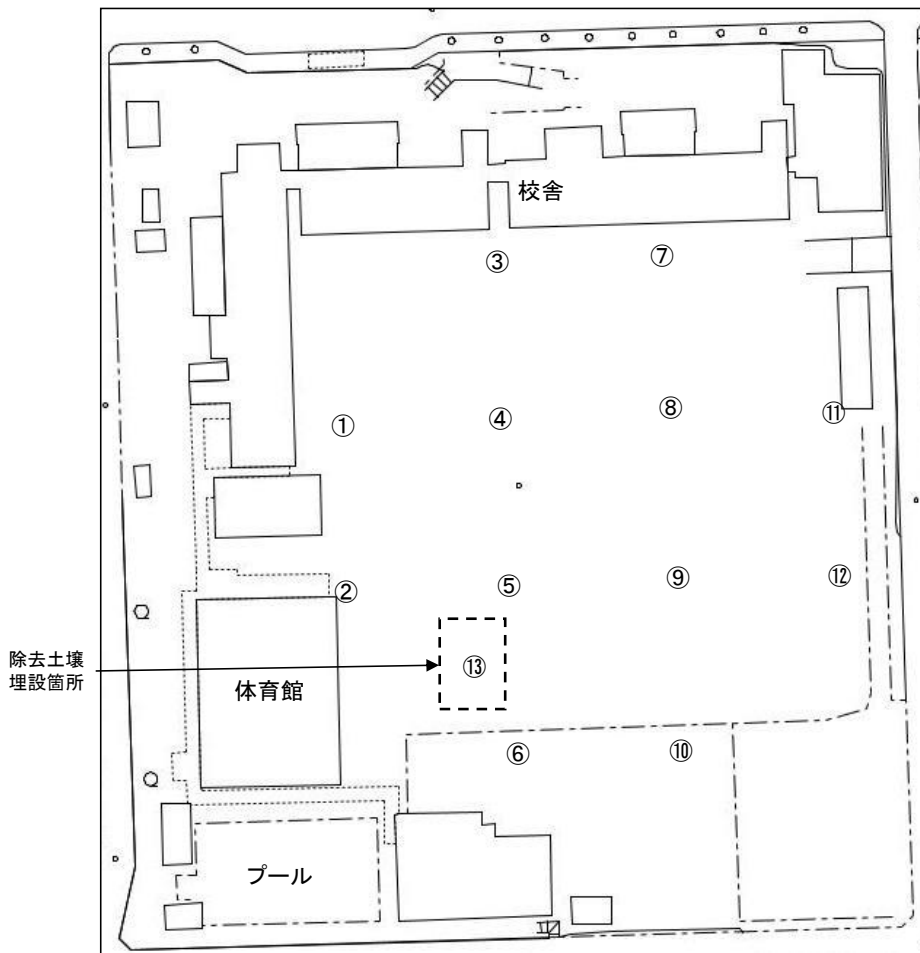 校舎
③
⑦
①
④
⑧
⑪
②
⑤
⑨
⑫
除去土壌
埋設箇所
⑬
体育館
⑥
⑩
プール